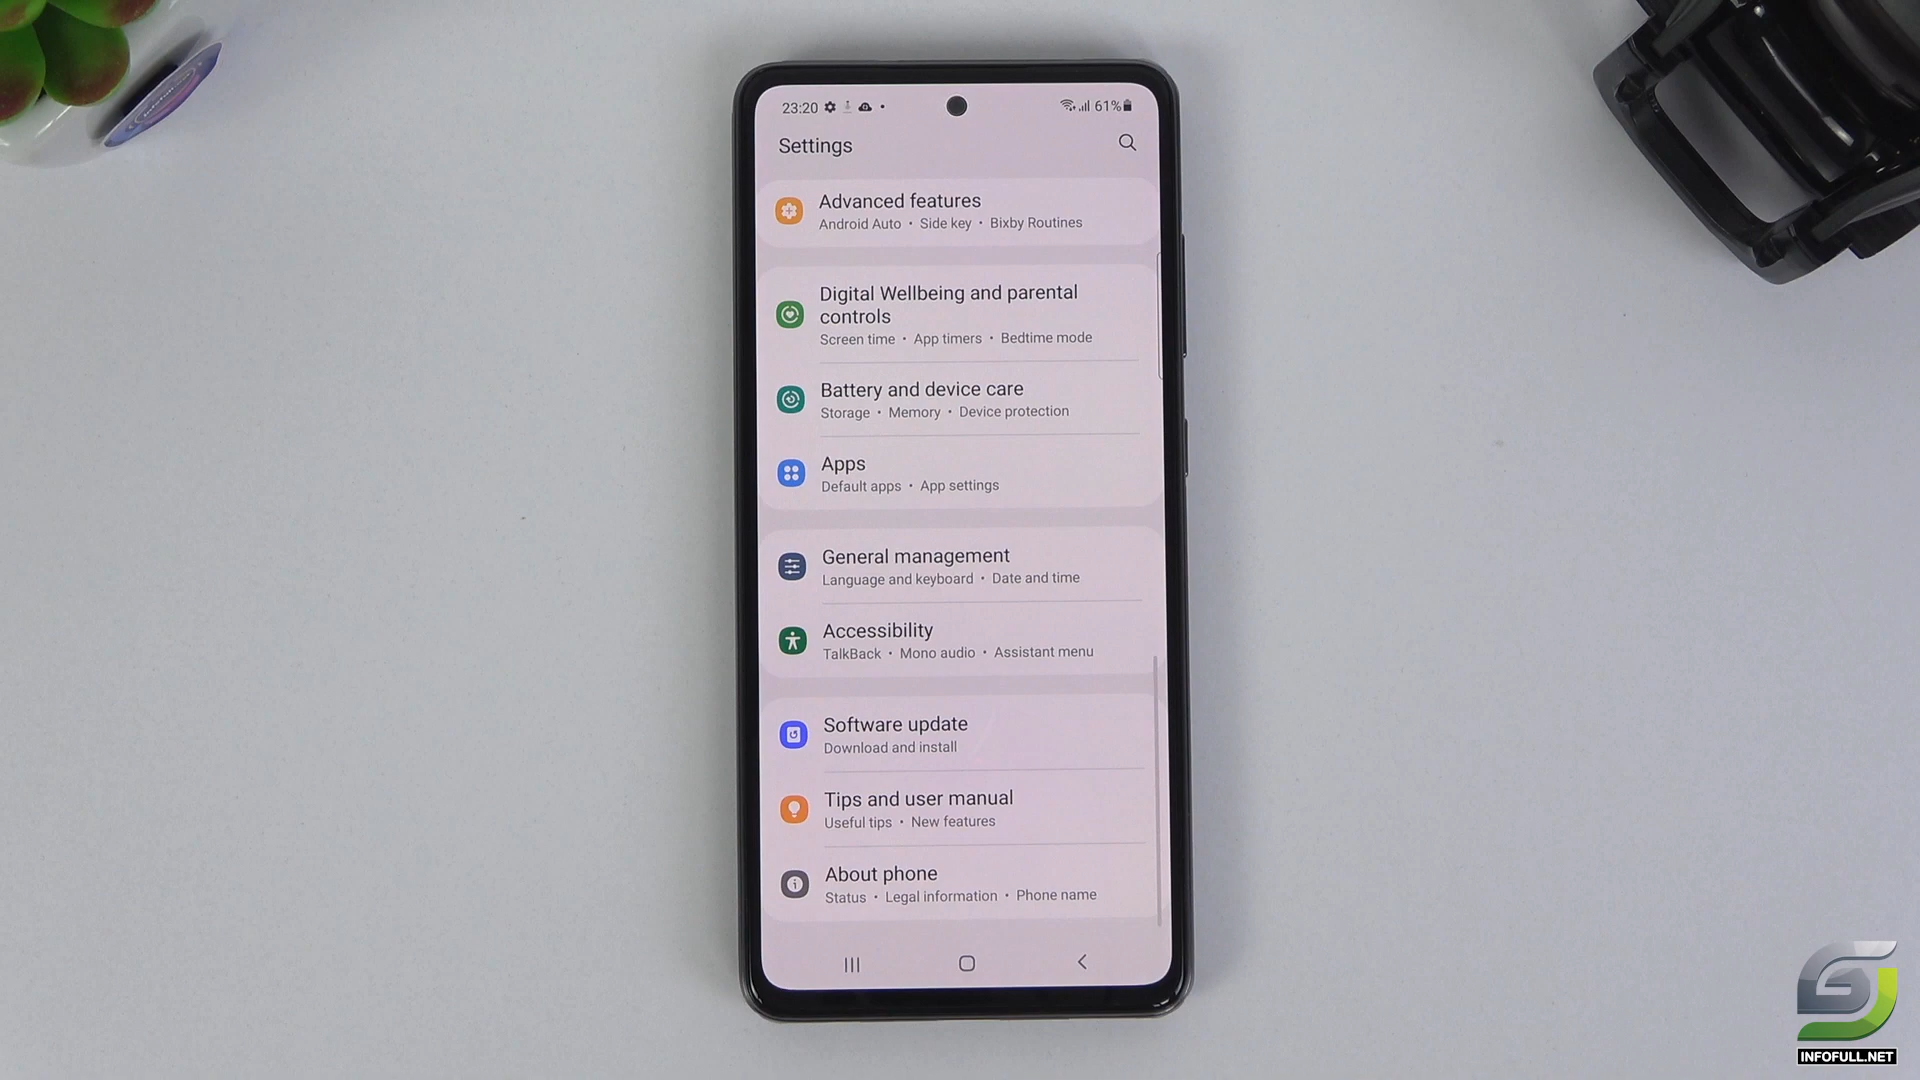 23:20
61%
Settings
Advanced features
Android Auto • Side key • Bixby Routines
Digital Wellbeing and parental
controls
Screen time • App timers • Bedtime mode
Battery and device care
Storage • Memory • Device protection
Apps
Default apps • App settings
General management
Language and keyboard • Date and time
Accessibility
TalkBack • Mono audio • Assistant menu
Software update
Download and install
Tips and user manual
Useful tips • New features
About phone
Status • Legal information • Phone name
INFOFULL.NET